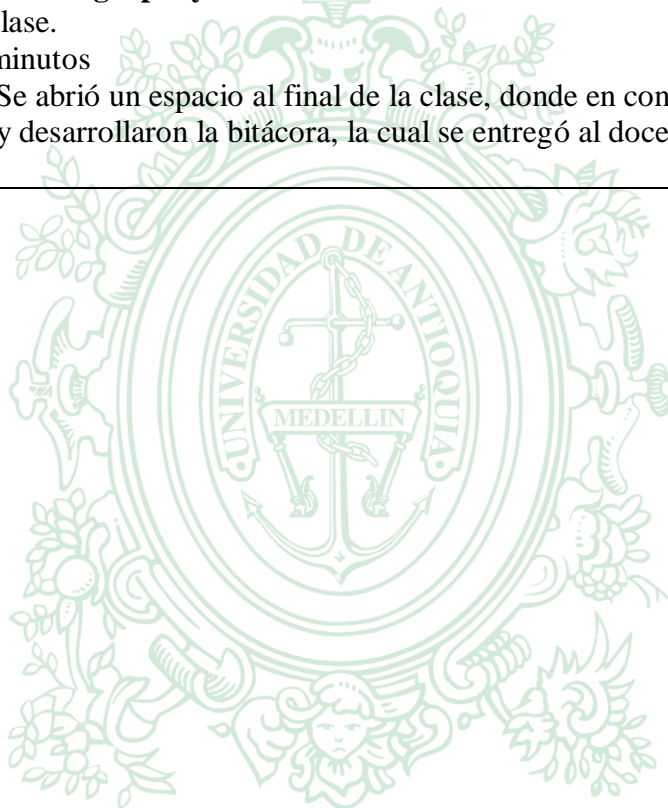 lase.
minutos
Se abrió un espacio al final de la clase, donde en con
y desarrollaron la bitácora, la cual se entregó al doce
UNIVERSIDAD DE ANTIOQUIA
MEDELLIN